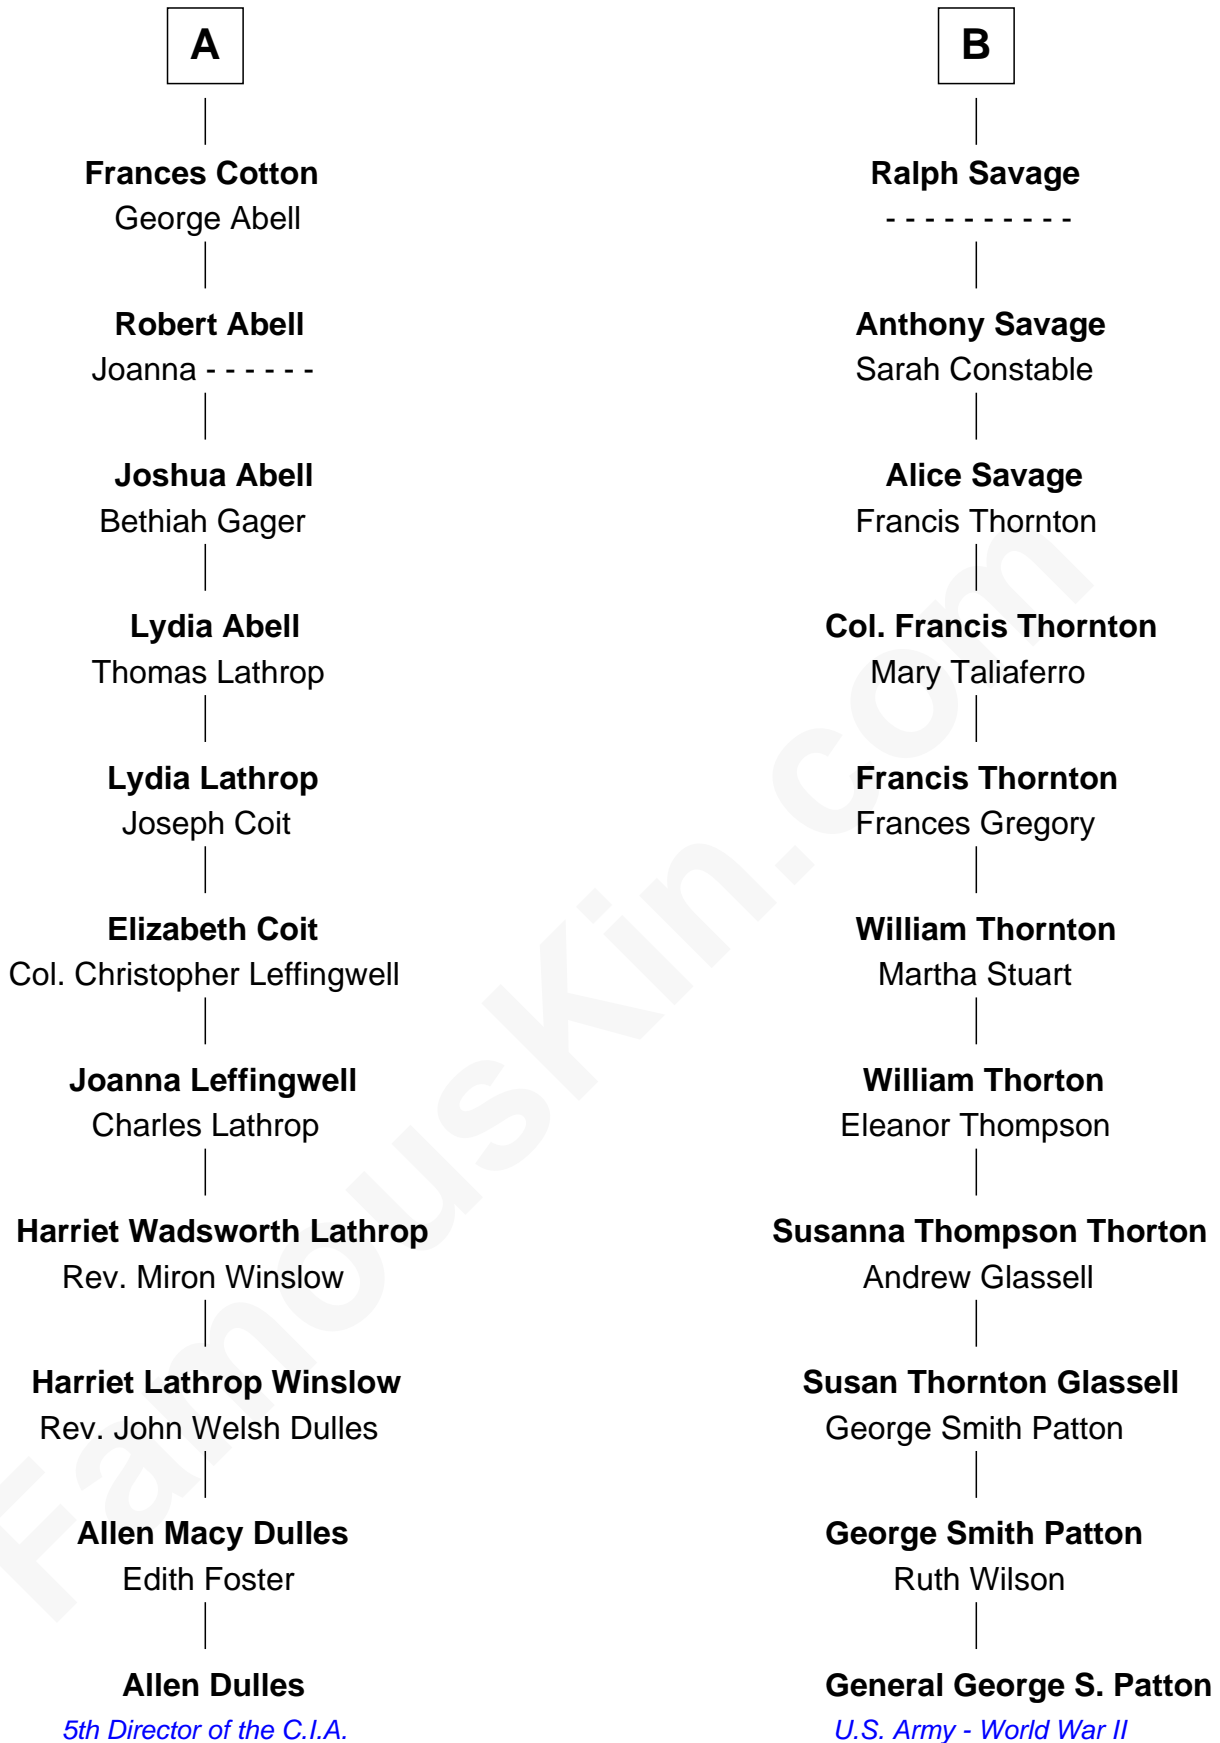 A
Frances Cotton
George Abell
Robert Abell
Joanna - - - - - -
Joshua Abell
Bethiah Gager
Lydia Abell
Thomas Lathrop
Lydia Lathrop
Joseph Coit
Elizabeth Coit
Col. Christopher Leffingwell
Joanna Leffingwell
Charles Lathrop
Harriet Wadsworth Lathrop
Rev. Miron Winslow
Harriet Lathrop Winslow
Rev. John Welsh Dulles
Allen Macy Dulles
Edith Foster
Allen Dulles
5th Director of the C.I.A.
B
Ralph Savage
- - - - - - - - - -
Anthony Savage
Sarah Constable
Alice Savage
Francis Thornton
Col. Francis Thornton
Mary Taliaferro
Francis Thornton
Frances Gregory
William Thornton
Martha Stuart
William Thorton
Eleanor Thompson
Susanna Thompson Thorton
Andrew Glassell
Susan Thornton Glassell
George Smith Patton
George Smith Patton
Ruth Wilson
General George S. Patton
U.S. Army - World War II
FamousKin.com